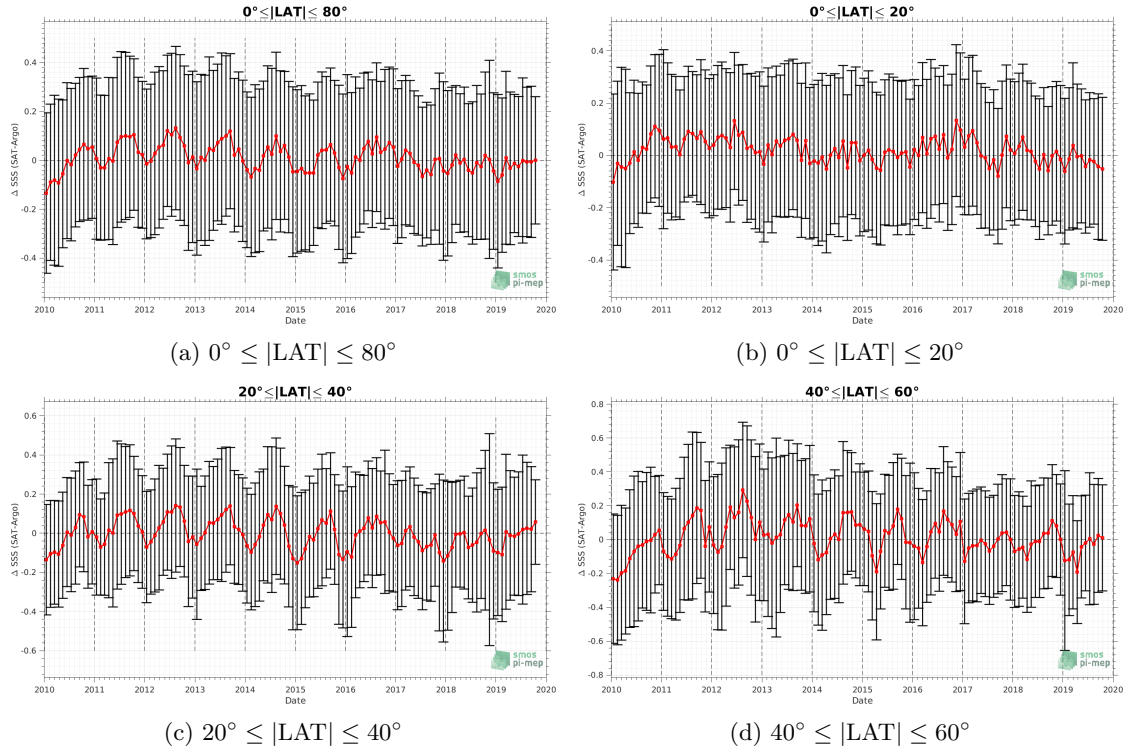 0°≤|LAT|≤ 80°
0.4
0.2
0
-0.2
-0.4
Δ SSS (SAT-Argo)
2010 2011 2012 2013 2014 2015 2016 2017 2018 2019 2020
Date
smos
pi-mep
(a) 0° ≤ |LAT| ≤ 80°
0°≤|LAT|≤ 20°
0.4
0.2
0
-0.2
-0.4
Δ SSS (SAT-Argo)
2010 2011 2012 2013 2014 2015 2016 2017 2018 2019 2020
Date
smos
pi-mep
(b) 0° ≤ |LAT| ≤ 20°
20°≤|LAT|≤ 40°
0.6
0.4
0.2
0
-0.2
-0.4
-0.6
Δ SSS (SAT-Argo)
2010 2011 2012 2013 2014 2015 2016 2017 2018 2019 2020
Date
smos
pi-mep
(c) 20° ≤ |LAT| ≤ 40°
40°≤|LAT|≤ 60°
0.8
0.6
0.4
0.2
0
-0.2
-0.4
-0.6
-0.8
Δ SSS (SAT-Argo)
2010 2011 2012 2013 2014 2015 2016 2017 2018 2019 2020
Date
smos
pi-mep
(d) 40° ≤ |LAT| ≤ 60°